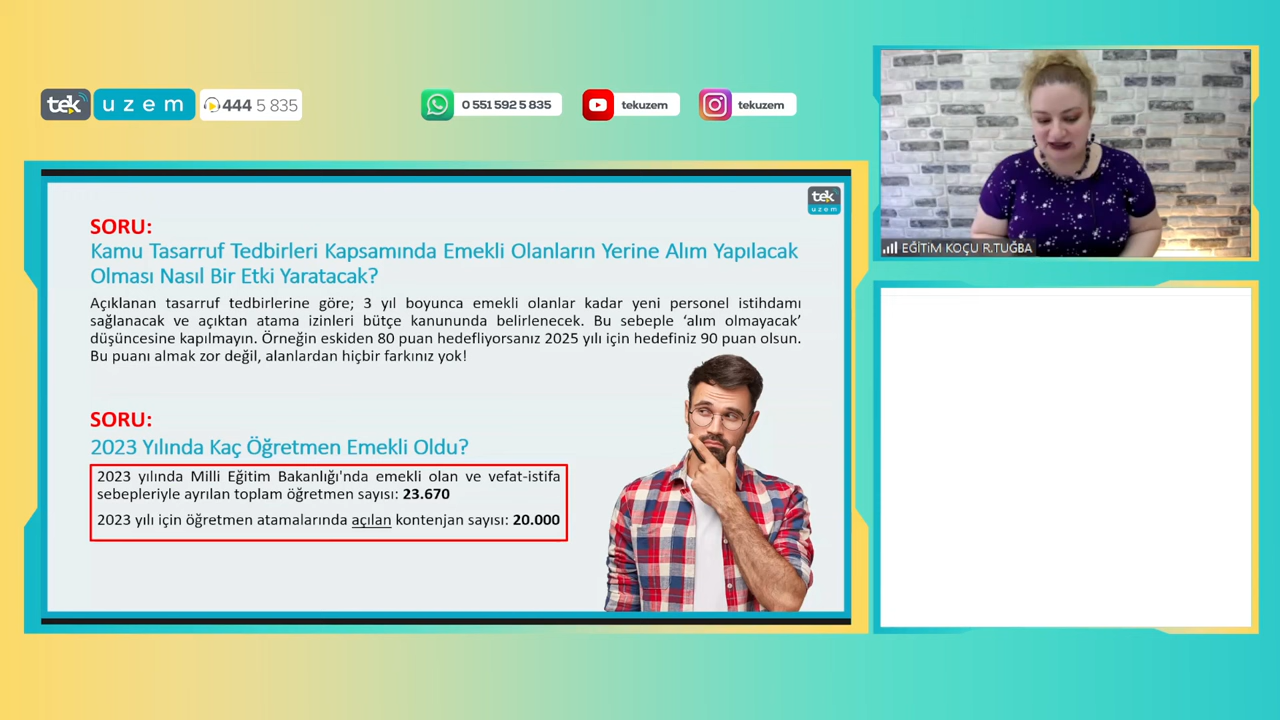 tek uzem 444 5 835
0 551 592 5 835
tekuzem
tekuzem
tek
uzem
SORU:
Kamu Tasarruf Tedbirleri Kapsamında Emekli Olanların Yerine Alım Yapılacak
Olması Nasıl Bir Etki Yaratacak?
Açıklanan tasarruf tedbirlerine göre; 3 yıl boyunca emekli olanlar kadar yeni personel istihdamı
sağlanacak ve açıktan atama izinleri bütçe kanununda belirlenecek. Bu sebeple ‘alım olmayacak’
düşüncesine kapılmayın. Örneğin eskiden 80 puan hedefliyorsanız 2025 yılı için hedefiniz 90 puan olsun.
Bu puanı almak zor değil, alanlardan hiçbir farkınız yok!
SORU:
2023 Yılında Kaç Öğretmen Emekli Oldu?
2023 yılında Milli Eğitim Bakanlığı'nda emekli olan ve vefat-istifa
sebepleriyle ayrılan toplam öğretmen sayısı: 23.670
2023 yılı için öğretmen atamalarında açılan kontenjan sayısı: 20.000
EĞİTİM KOÇU R.TUĞBA